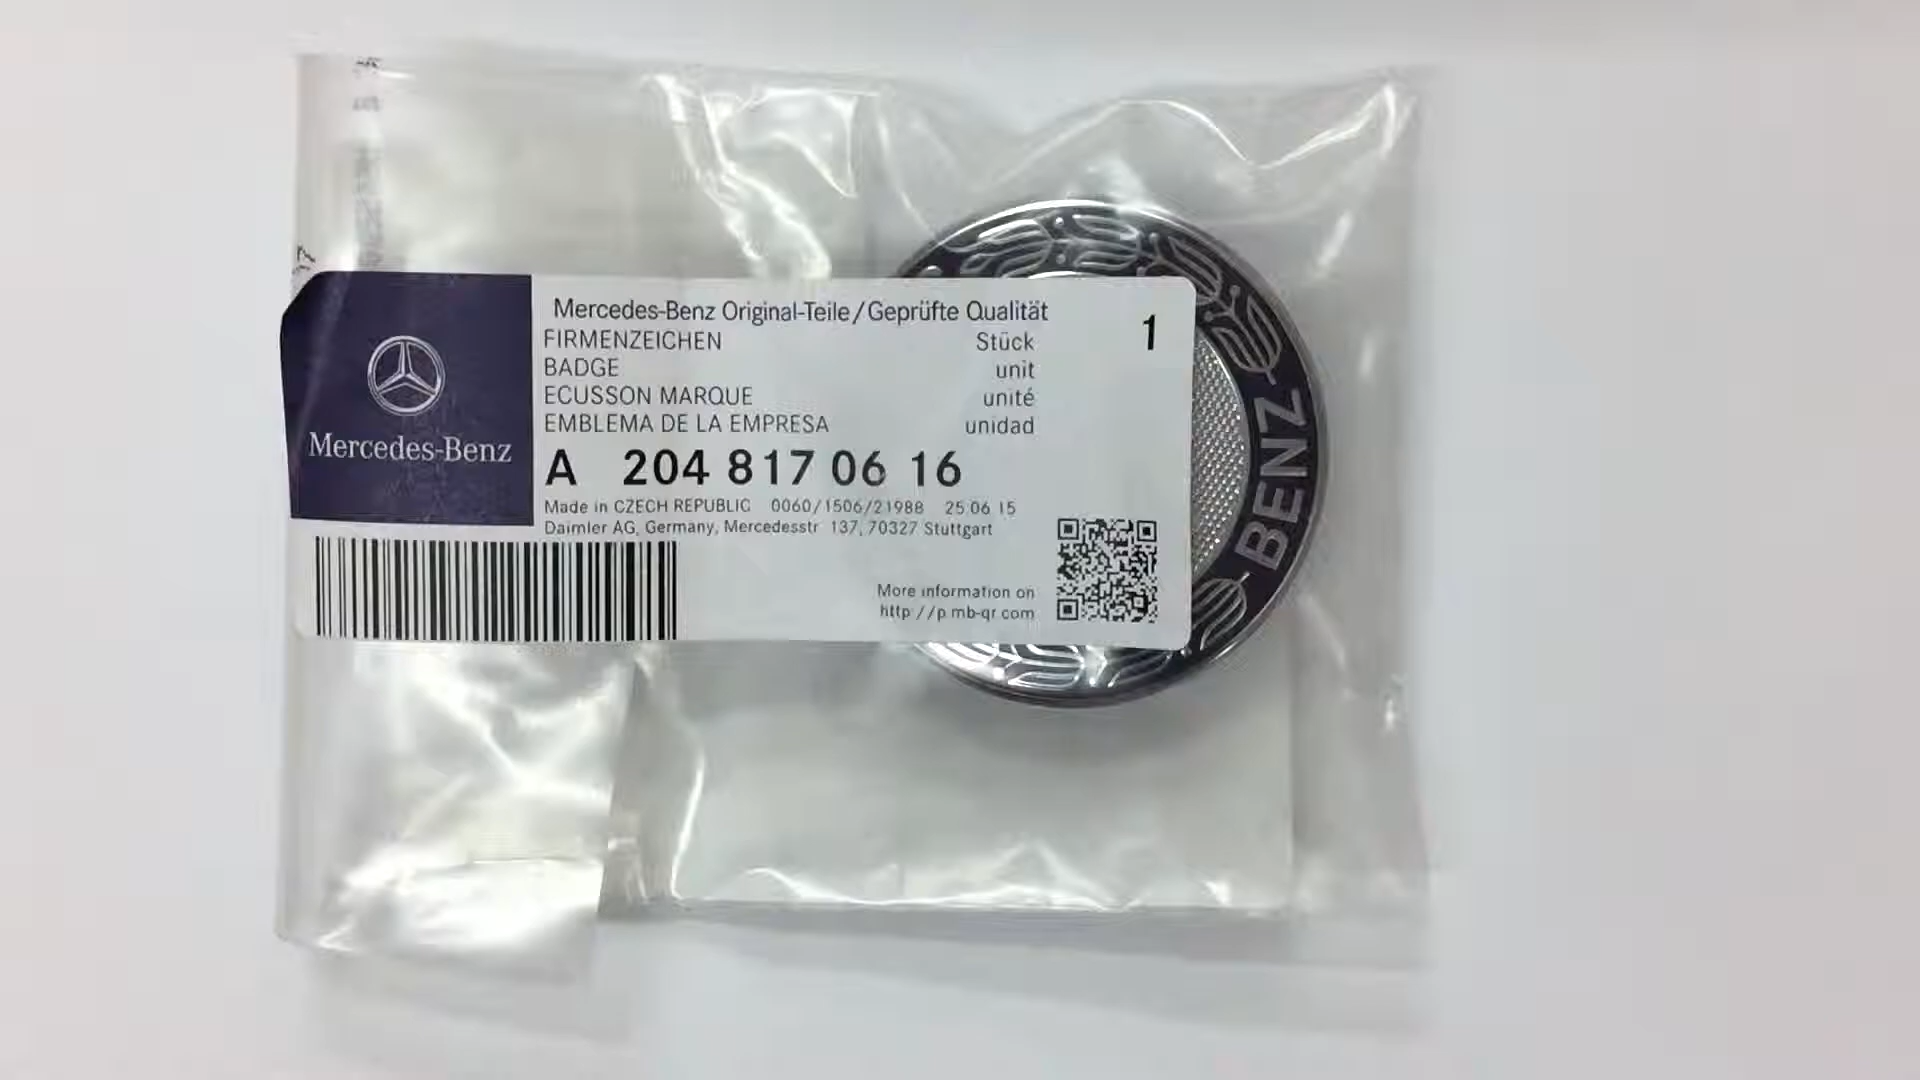 Mercedes-Benz
Mercedes-Benz Original-Teile/Geprüfte Qualität
FIRMENZEICHEN Stück 1
BADGE unit
ECUSSON MARQUE unité
EMBLEMA DE LA EMPRESA unidad
A 204 817 06 16
Made in CZECH REPUBLIC 0060/1506/21988 25 06 15
Daimler AG, Germany, Mercedesstr 137, 70327 Stuttgart
More information on
http://p mb-qr com
BENZ